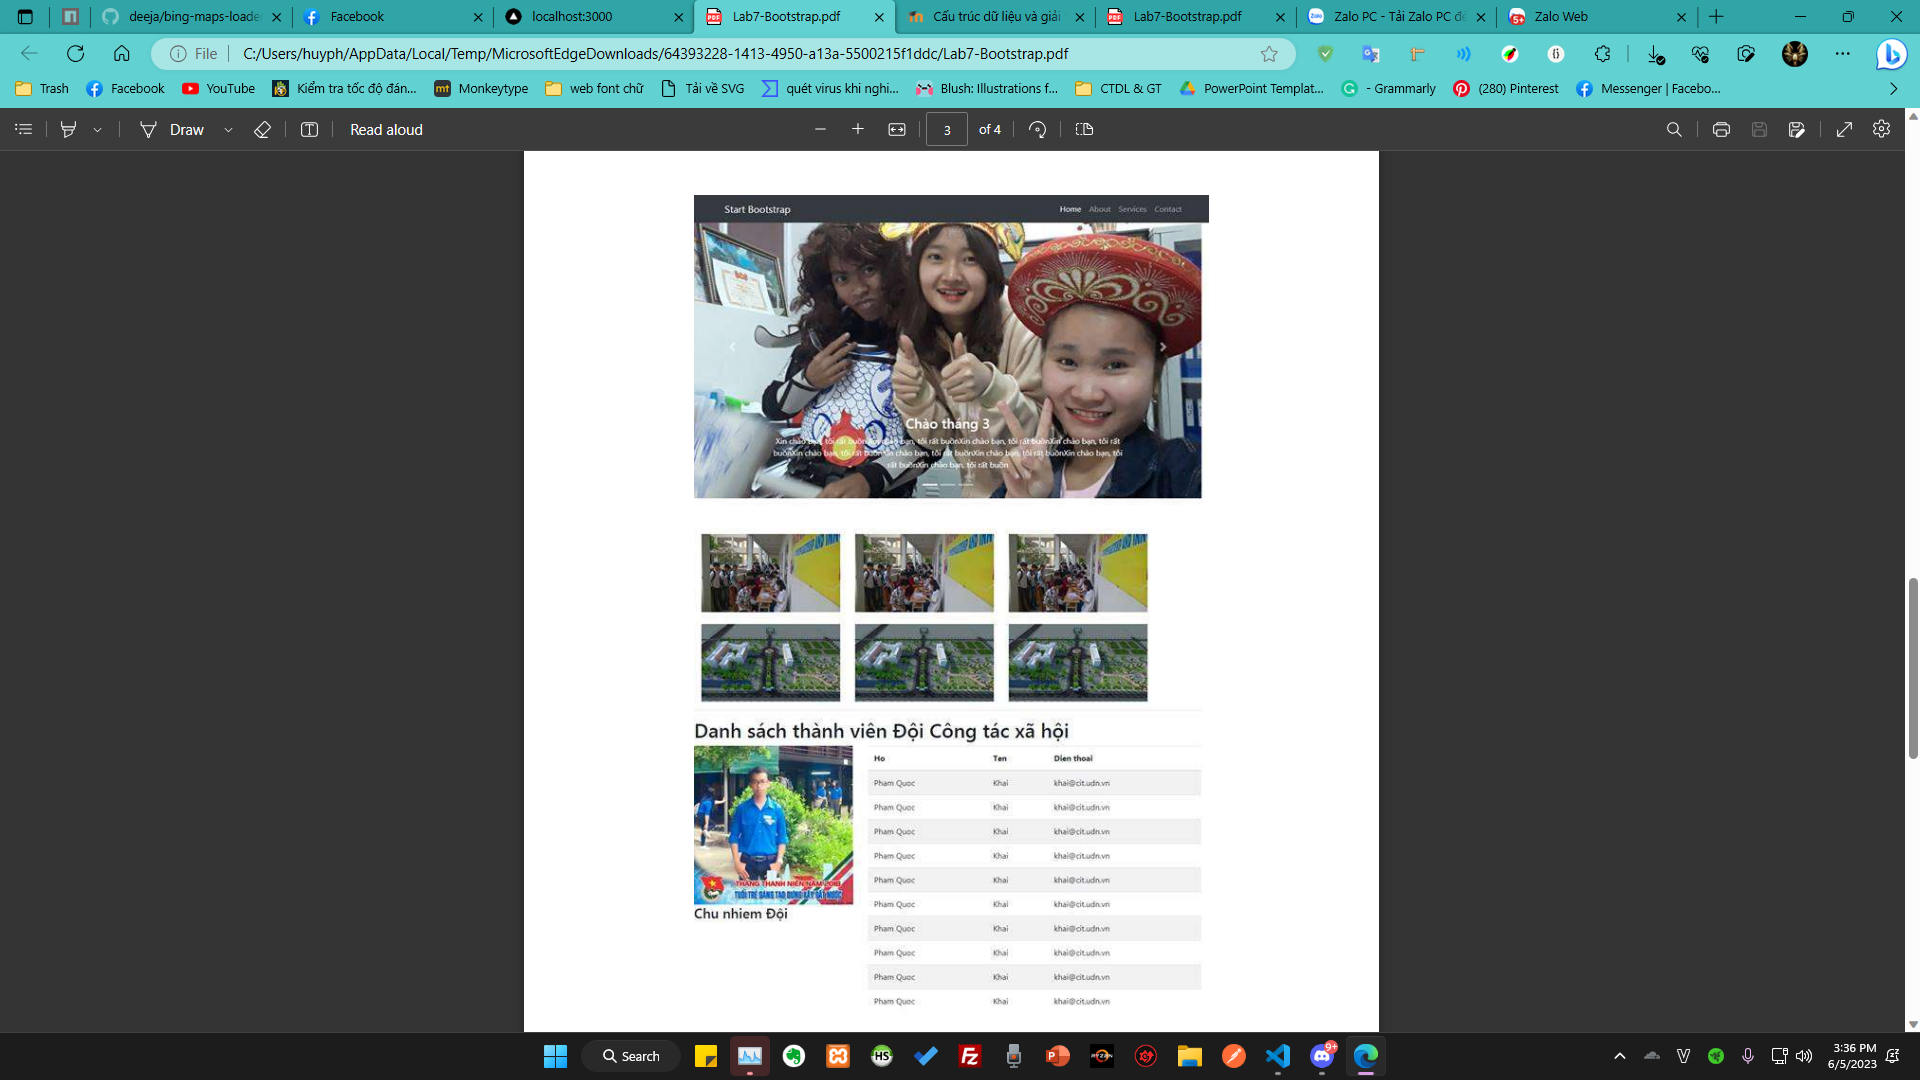 deeja/bing-maps-loader
Facebook
localhost:3000
Lab7-Bootstrap.pdf
Cấu trúc dữ liệu và giải
Lab7-Bootstrap.pdf
Zalo PC - Tải Zalo PC để
Zalo Web
File
C:/Users/huyph/AppData/Local/Temp/MicrosoftEdgeDownloads/64393228-1413-4950-a13a-5500215f1ddc/Lab7-Bootstrap.pdf
Trash
Facebook
YouTube
Kiểm tra tốc độ đán...
Monkeytype
web font chữ
Tải về SVG
quét virus khi nghi...
Blush: Illustrations f...
CTDL & GT
PowerPoint Templat...
- Grammarly
(280) Pinterest
Messenger | Facebo...
Draw
Read aloud
3
of 4
Start Bootstrap
Home About Services Contact
Chào tháng 3
Xin chào bạn, tôi rất buồnXin chào bạn, tôi rất buồnXin chào bạn, tôi rất buồnXin chào bạn, tôi rất
buồnXin chào bạn, tôi rất buồnXin chào bạn, tôi rất buồnXin chào bạn, tôi rất buồnXin chào bạn, tôi
rất buồnXin chào bạn, tôi rất buồn
Danh sách thành viên Đội Công tác xã hội
THÁNG THANH NIÊN NĂM 2018
TUỔI TRẺ SÁNG TẠO DỰNG XÂY ĐẤT NƯỚC
Chu nhiem Đội
Ho Ten Dien thoai
Pham Quoc Khai khai@cit.udn.vn
Pham Quoc Khai khai@cit.udn.vn
Pham Quoc Khai khai@cit.udn.vn
Pham Quoc Khai khai@cit.udn.vn
Pham Quoc Khai khai@cit.udn.vn
Pham Quoc Khai khai@cit.udn.vn
Pham Quoc Khai khai@cit.udn.vn
Pham Quoc Khai khai@cit.udn.vn
Pham Quoc Khai khai@cit.udn.vn
Pham Quoc Khai khai@cit.udn.vn
Search
9+
3:36 PM
6/5/2023